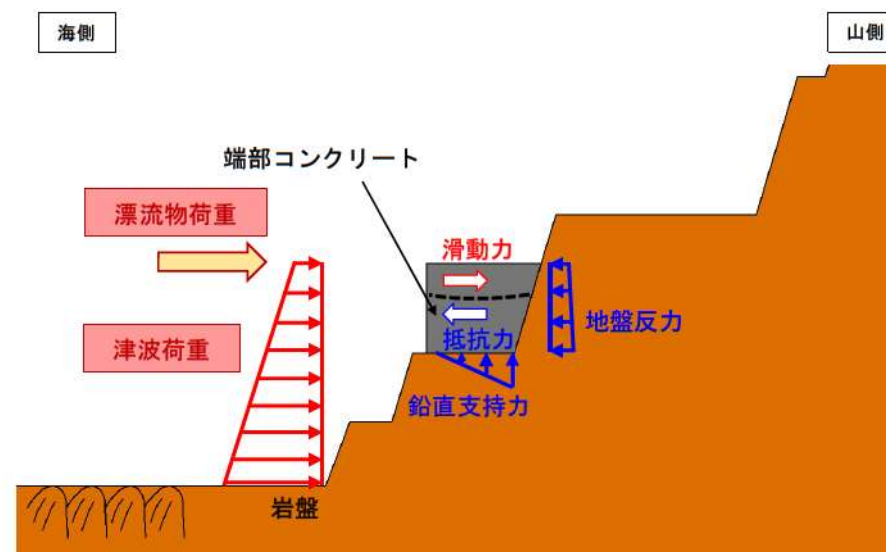 海側
山側
端部コンクリート
漂流物荷重
滑動力
抵抗力
地盤反力
津波荷重
鉛直支持力
岩盤